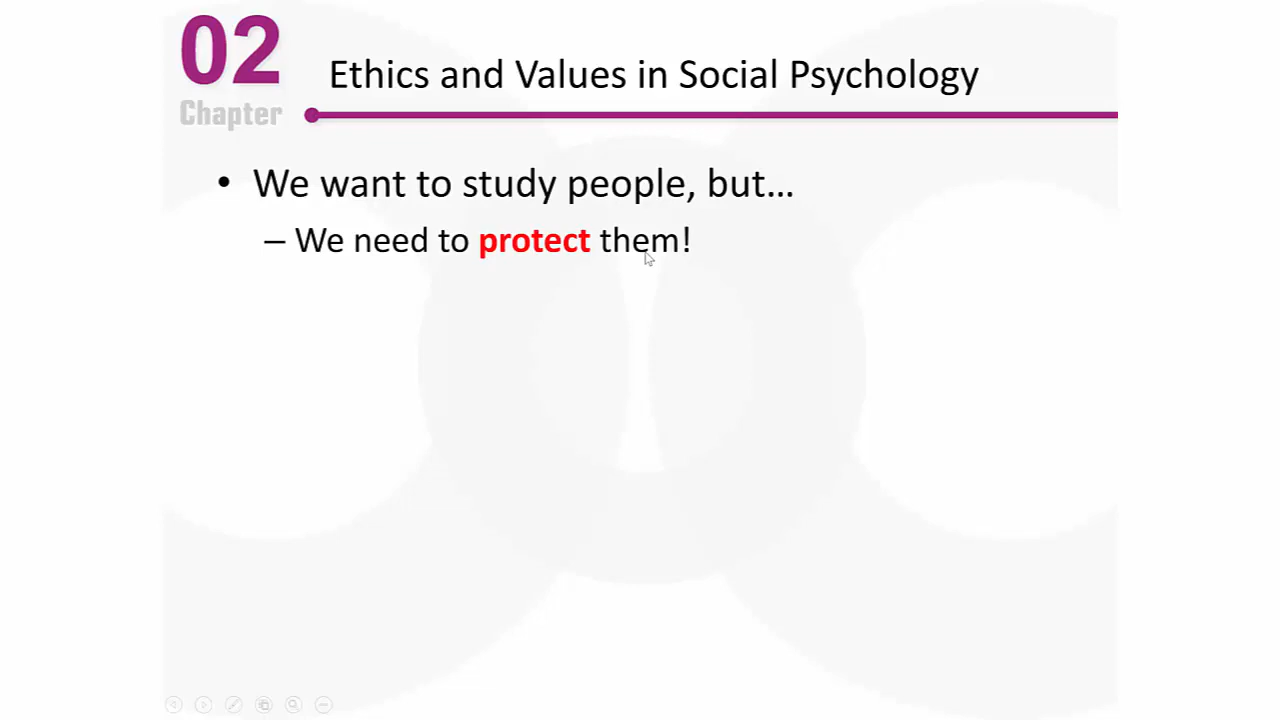 02
Chapter
Ethics and Values in Social Psychology
• We want to study people, but…
– We need to protect them!